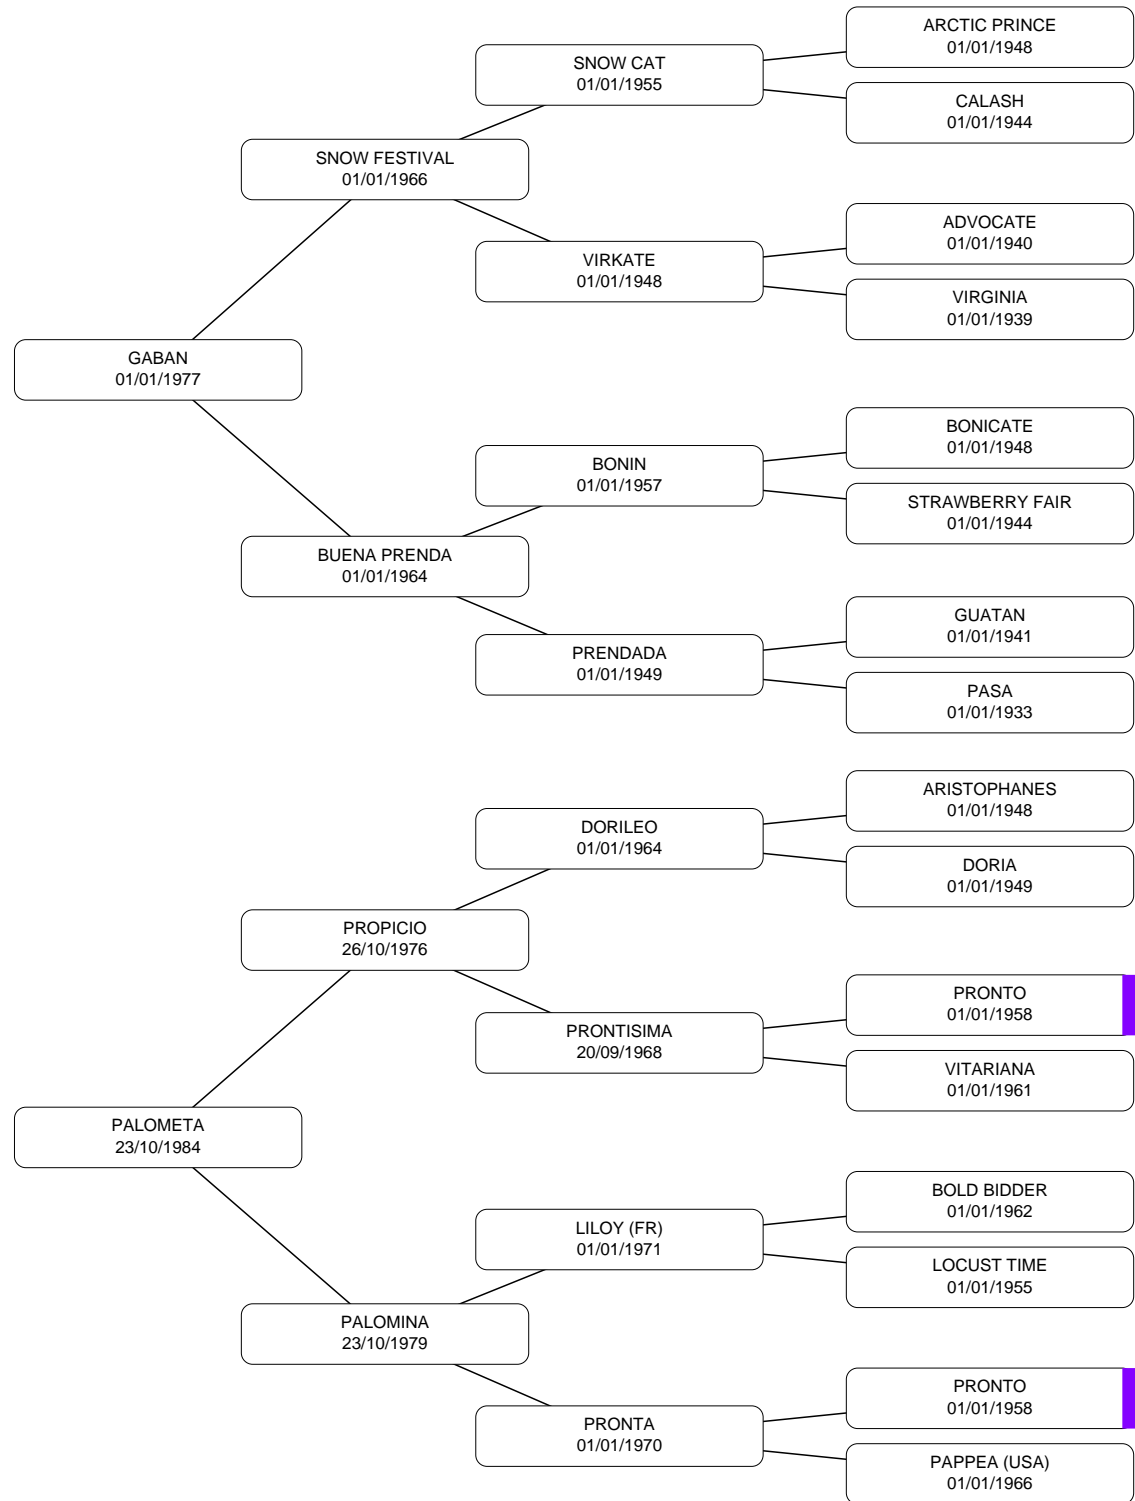 ARCTIC PRINCE
01/01/1948
SNOW CAT
01/01/1955
CALASH
01/01/1944
SNOW FESTIVAL
01/01/1966
ADVOCATE
01/01/1940
VIRKATE
01/01/1948
VIRGINIA
01/01/1939
GABAN
01/01/1977
BONICATE
01/01/1948
BONIN
01/01/1957
STRAWBERRY FAIR
01/01/1944
BUENA PRENDA
01/01/1964
GUATAN
01/01/1941
PRENDADA
01/01/1949
PASA
01/01/1933
ARISTOPHANES
01/01/1948
DORILEO
01/01/1964
DORIA
01/01/1949
PROPICIO
26/10/1976
PRONTO
01/01/1958
PRONTISIMA
20/09/1968
VITARIANA
01/01/1961
PALOMETA
23/10/1984
BOLD BIDDER
01/01/1962
LILOY (FR)
01/01/1971
LOCUST TIME
01/01/1955
PALOMINA
23/10/1979
PRONTO
01/01/1958
PRONTA
01/01/1970
PAPPEA (USA)
01/01/1966